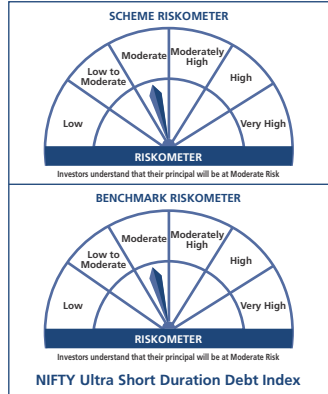 SCHEME RISKOMETER
Low
Low to
Moderate
Moderate
Moderately
High
High
Very High
RISKOMETER
Investors understand that their principal will be at Moderate Risk
BENCHMARK RISKOMETER
Low
Low to
Moderate
Moderate
Moderately
High
High
Very High
RISKOMETER
Investors understand that their principal will be at Moderate Risk
NIFTY Ultra Short Duration Debt Index